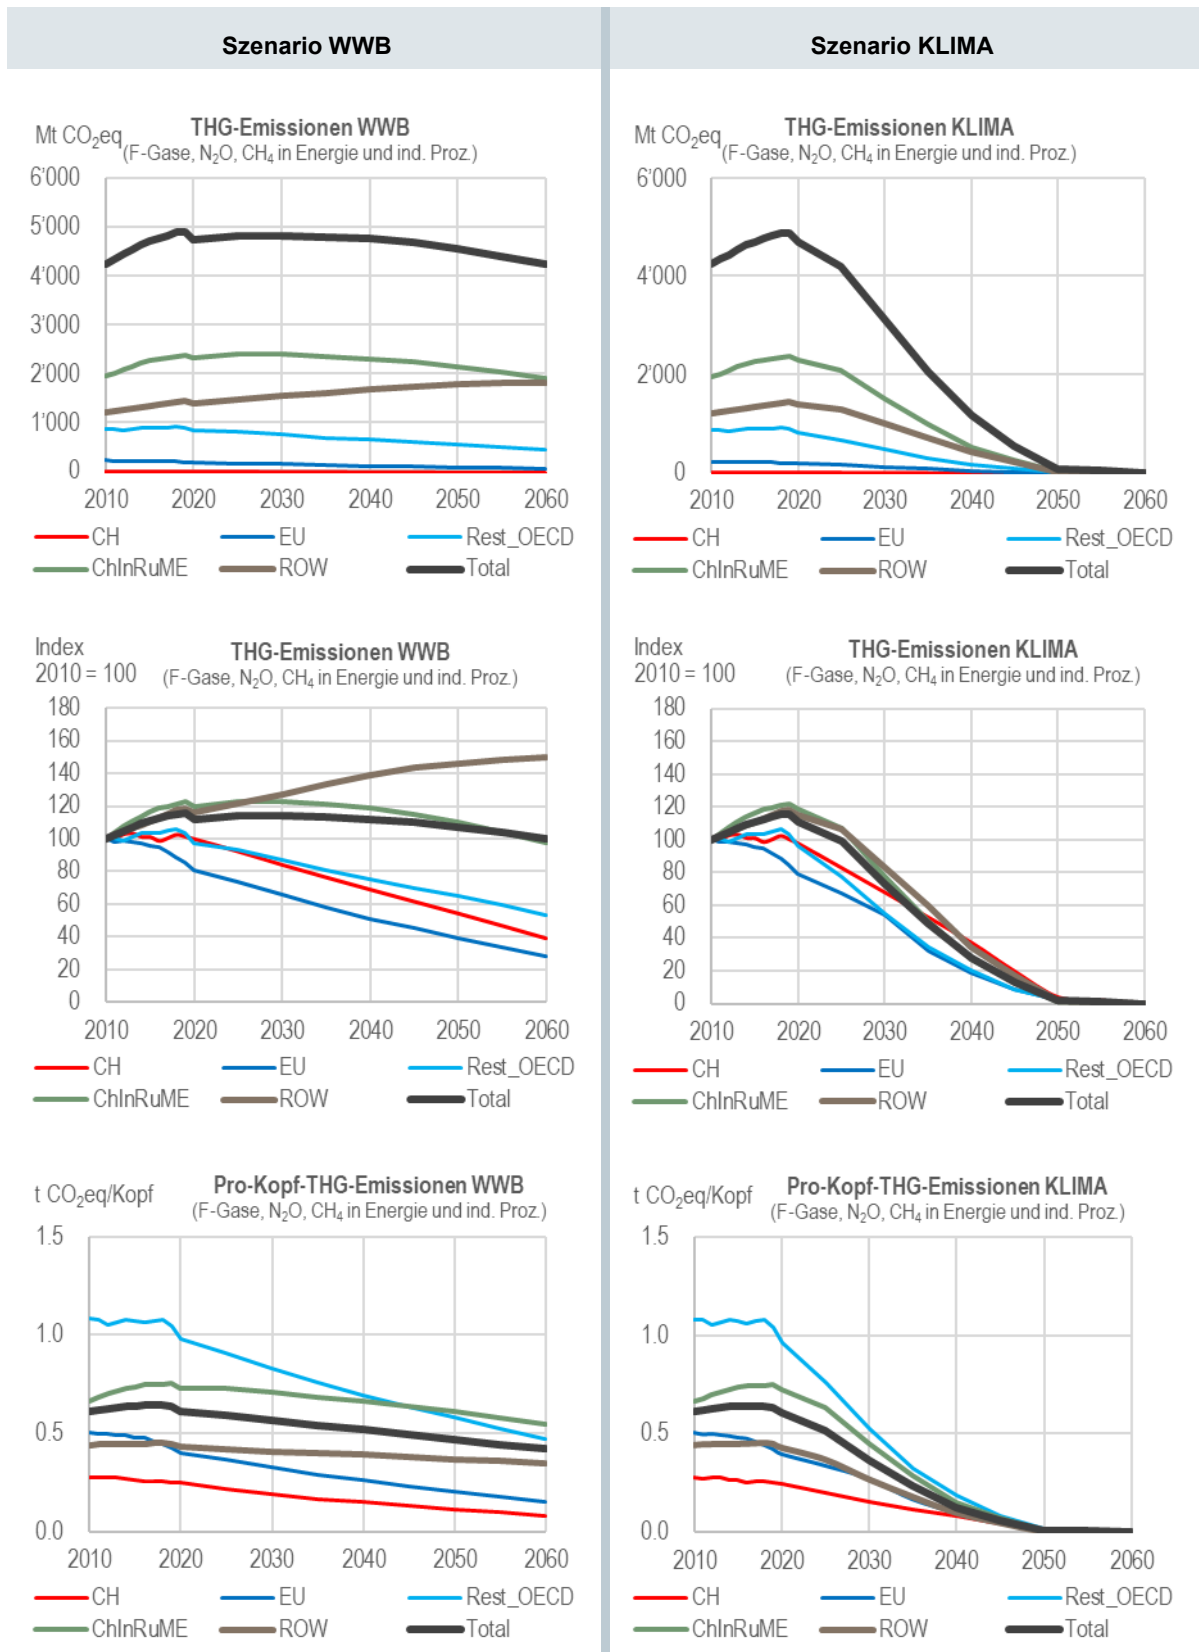 Szenario WWB
Szenario KLIMA
Mt CO₂eq
THG-Emissionen WWB
(F-Gase, N₂O, CH₄ in Energie und ind. Proz.)
6’000
5’000
4’000
3’000
2’000
1’000
0
2010 2020 2030 2040 2050 2060
CH EU Rest_OECD
ChInRuME ROW Total
Mt CO₂eq
THG-Emissionen KLIMA
(F-Gase, N₂O, CH₄ in Energie und ind. Proz.)
6’000
4’000
2’000
0
2010 2020 2030 2040 2050 2060
CH EU Rest_OECD
ChInRuME ROW Total
Index
2010 = 100
THG-Emissionen WWB
(F-Gase, N₂O, CH₄ in Energie und ind. Proz.)
180
160
140
120
100
80
60
40
20
0
2010 2020 2030 2040 2050 2060
CH EU Rest_OECD
ChInRuME ROW Total
Index
2010 = 100
THG-Emissionen KLIMA
(F-Gase, N₂O, CH₄ in Energie und ind. Proz.)
180
160
140
120
100
80
60
40
20
0
2010 2020 2030 2040 2050 2060
CH EU Rest_OECD
ChInRuME ROW Total
t CO₂eq/Kopf
Pro-Kopf-THG-Emissionen WWB
(F-Gase, N₂O, CH₄ in Energie und ind. Proz.)
1.5
1.0
0.5
0.0
2010 2020 2030 2040 2050 2060
CH EU Rest_OECD
ChInRuME ROW Total
t CO₂eq/Kopf
Pro-Kopf-THG-Emissionen KLIMA
(F-Gase, N₂O, CH₄ in Energie und ind. Proz.)
1.5
1.0
0.5
0.0
2010 2020 2030 2040 2050 2060
CH EU Rest_OECD
ChInRuME ROW Total